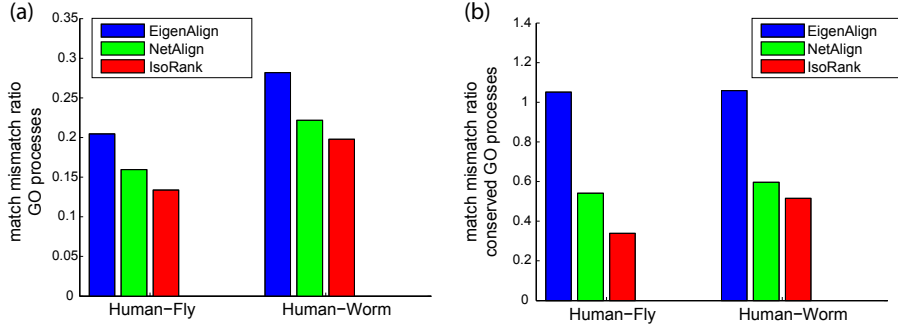 (a)
match mismatch ratio
GO processes
0.35
0.3
0.25
0.2
0.15
0.1
0.05
0
EigenAlign
NetAlign
IsoRank
Human-Fly
Human-Worm
(b)
match mismatch ratio
conserved GO processes
1.4
1.2
1
0.8
0.6
0.4
0.2
0
EigenAlign
NetAlign
IsoRank
Human-Fly
Human-Worm